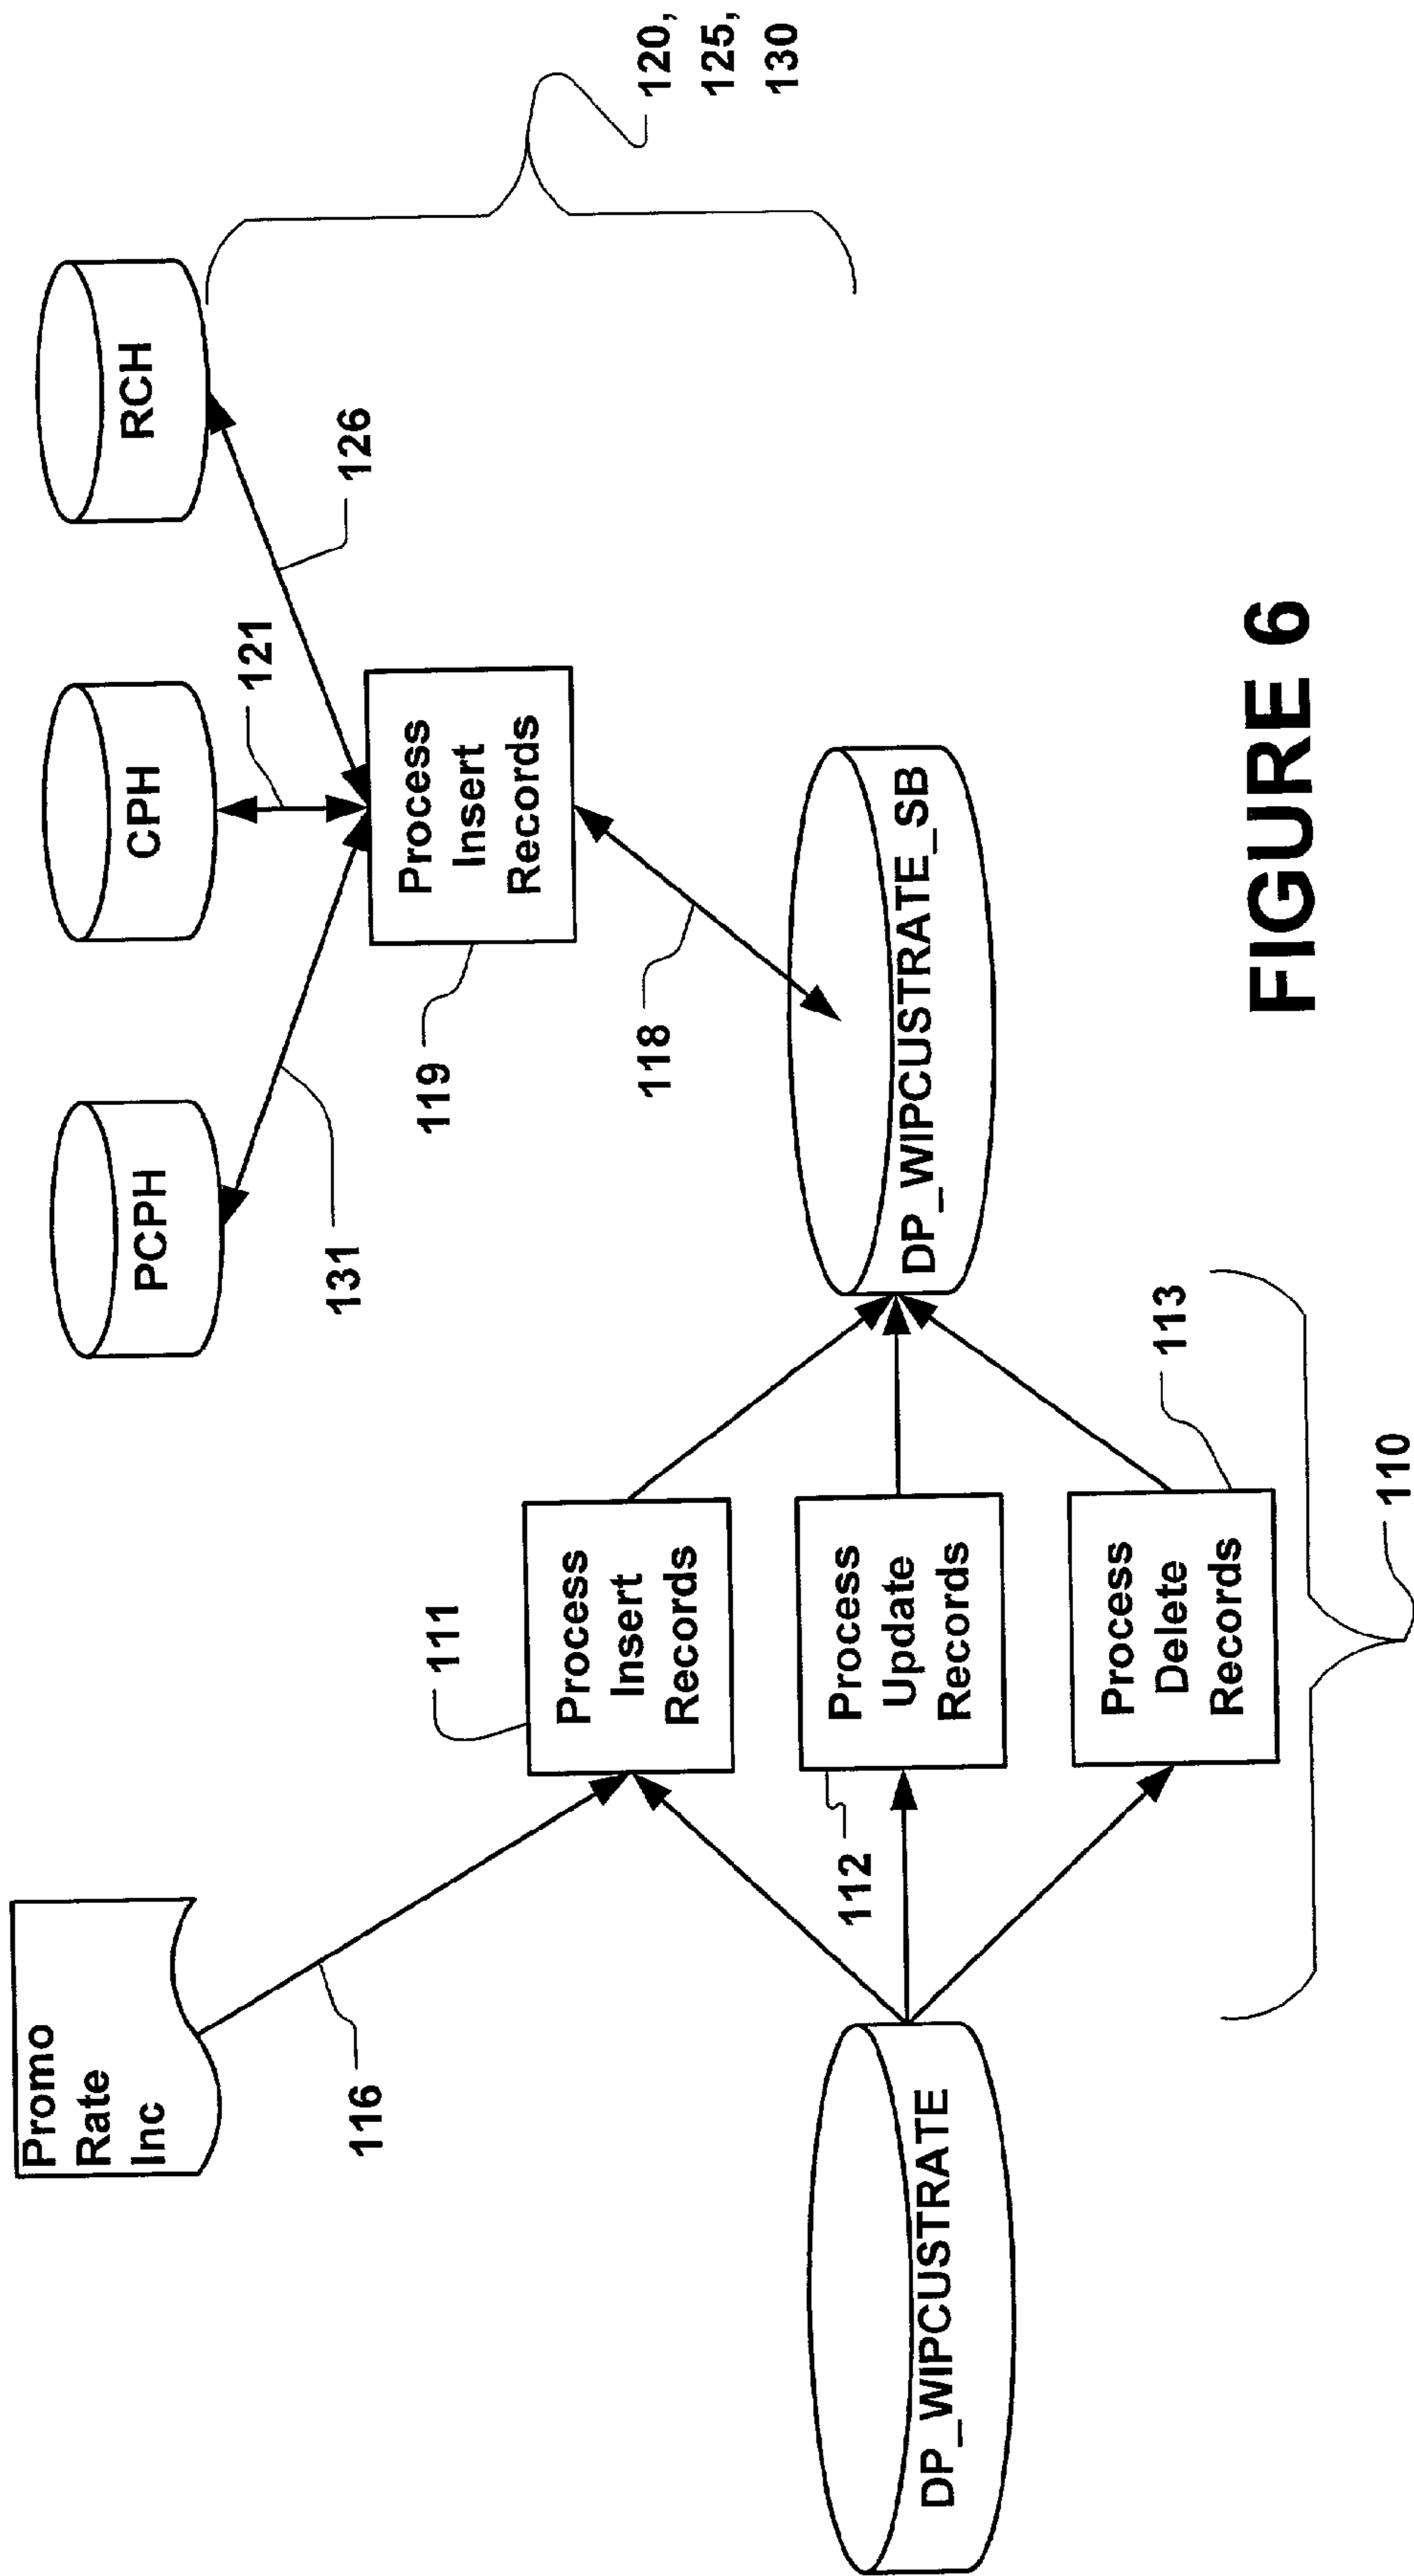 Promo
Rate
Inc
116
PCPH
CPH
RCH
131
121
126
120,
125,
130
111
Process
Insert
Records
119
Process
Insert
Records
118
112
Process
Update
Records
DP_WIPCUSTRATE
DP_WIPCUSTRATE_SB
Process
Delete
Records
113
110
FIGURE 6